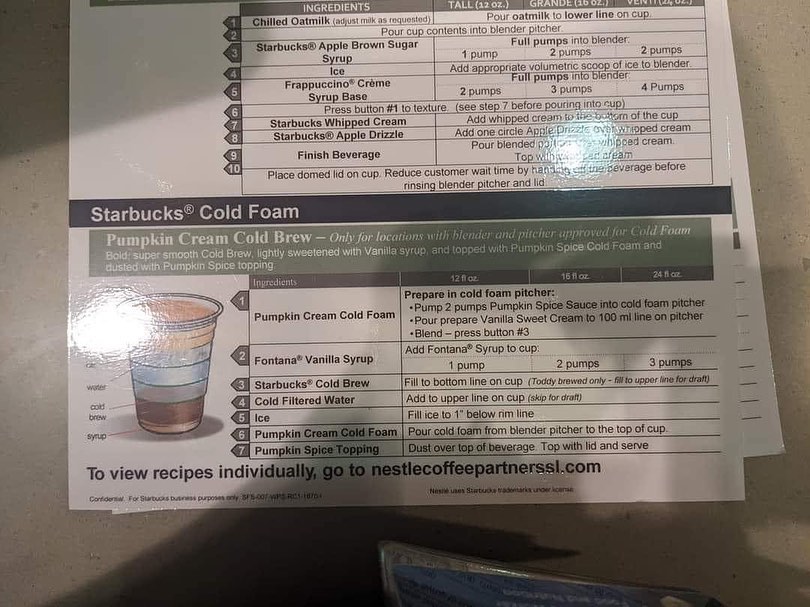 INGREDIENTS TALL (12 oz.) GRANDE (16 oz.) VENTI (24 oz.)
1 Chilled Oatmilk (adjust milk as requested) Pour oatmilk to lower line on cup.
2 Pour cup contents into blender pitcher.
3 Starbucks® Apple Brown Sugar Syrup Full pumps into blender:
1 pump 2 pumps 2 pumps
4 Ice Add appropriate volumetric scoop of ice to blender.
5 Frappuccino® Crème Syrup Base Full pumps into blender:
2 pumps 3 pumps 4 Pumps
6 Press button #1 to texture. (see step 7 before pouring into cup)
7 Starbucks Whipped Cream Add whipped cream to the bottom of the cup
8 Starbucks® Apple Drizzle Add one circle Apple Drizzle over whipped cream
9 Finish Beverage Pour blended whipped cream.
Top cream
10 Place domed lid on cup. Reduce customer wait time by handing off the beverage before
rinsing blender pitcher and lid
Starbucks® Cold Foam
Pumpkin Cream Cold Brew – Only for locations with blender and pitcher approved for Cold Foam
Bold, super smooth Cold Brew, lightly sweetened with Vanilla syrup, and topped with Pumpkin Spice Cold Foam and
dusted with Pumpkin Spice topping.
Ingredients 12 fl oz. 16 fl oz. 24 fl oz.
1 Pumpkin Cream Cold Foam Prepare in cold foam pitcher:
•Pump 2 pumps Pumpkin Spice Sauce into cold foam pitcher
•Pour prepare Vanilla Sweet Cream to 100 ml line on pitcher
•Blend – press button #3
2 Fontana® Vanilla Syrup Add Fontana® Syrup to cup:
1 pump 2 pumps 3 pumps
3 Starbucks® Cold Brew Fill to bottom line on cup (Toddy brewed only – fill to upper line for draft)
4 Cold Filtered Water Add to upper line on cup (skip for draft)
5 Ice Fill ice to 1" below rim line
6 Pumpkin Cream Cold Foam Pour cold foam from blender pitcher to the top of cup.
7 Pumpkin Spice Topping Dust over top of beverage. Top with lid and serve
ice
water
cold
brew
syrup
To view recipes individually, go to nestlecoffeepartnerssl.com
Confidential. For Starbucks business purposes only. Nestlé uses Starbucks trademarks under license.